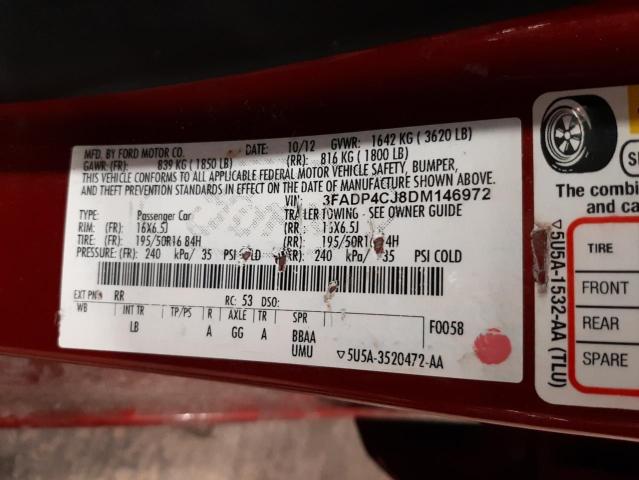 MFD. BY FORD MOTOR CO. DATE: 10/12 GVWR: 1642 KG ( 3620 LB)
GAWR:(FR): 839 KG ( 1850 LB) (RR): 816 KG ( 1800 LB)
THIS VEHICLE CONFORMS TO ALL APPLICABLE FEDERAL MOTOR VEHICLE SAFETY, BUMPER,
AND THEFT PREVENTION STANDARDS IN EFFECT ON THE DATE OF MANUFACTURE SHOWN ABOVE.
VIN: 3FADP4CJ8DM146972
TYPE: Passenger Car TRAILER TOWING - SEE OWNER GUIDE
RIM: (FR): 16X6.5J (RR): 16X6.5J
TIRE: (FR): 195/50R16 84H (RR): 195/50R16 84H
PRESSURE: (FR): 240 kPa/ 35 PSI COLD (RR): 240 kPa/ 35 PSI COLD
EXT PNT: RR RC: 53 DSO:
WB INT TR TP/PS R AXLE TR SPR F0058
LB A GG A BBAA
UMU ▽5U5A-3520472-AA
The combine
and ca
TIRE
FRONT
REAR
SPARE
▽5U5A-1532-AA (TLU)